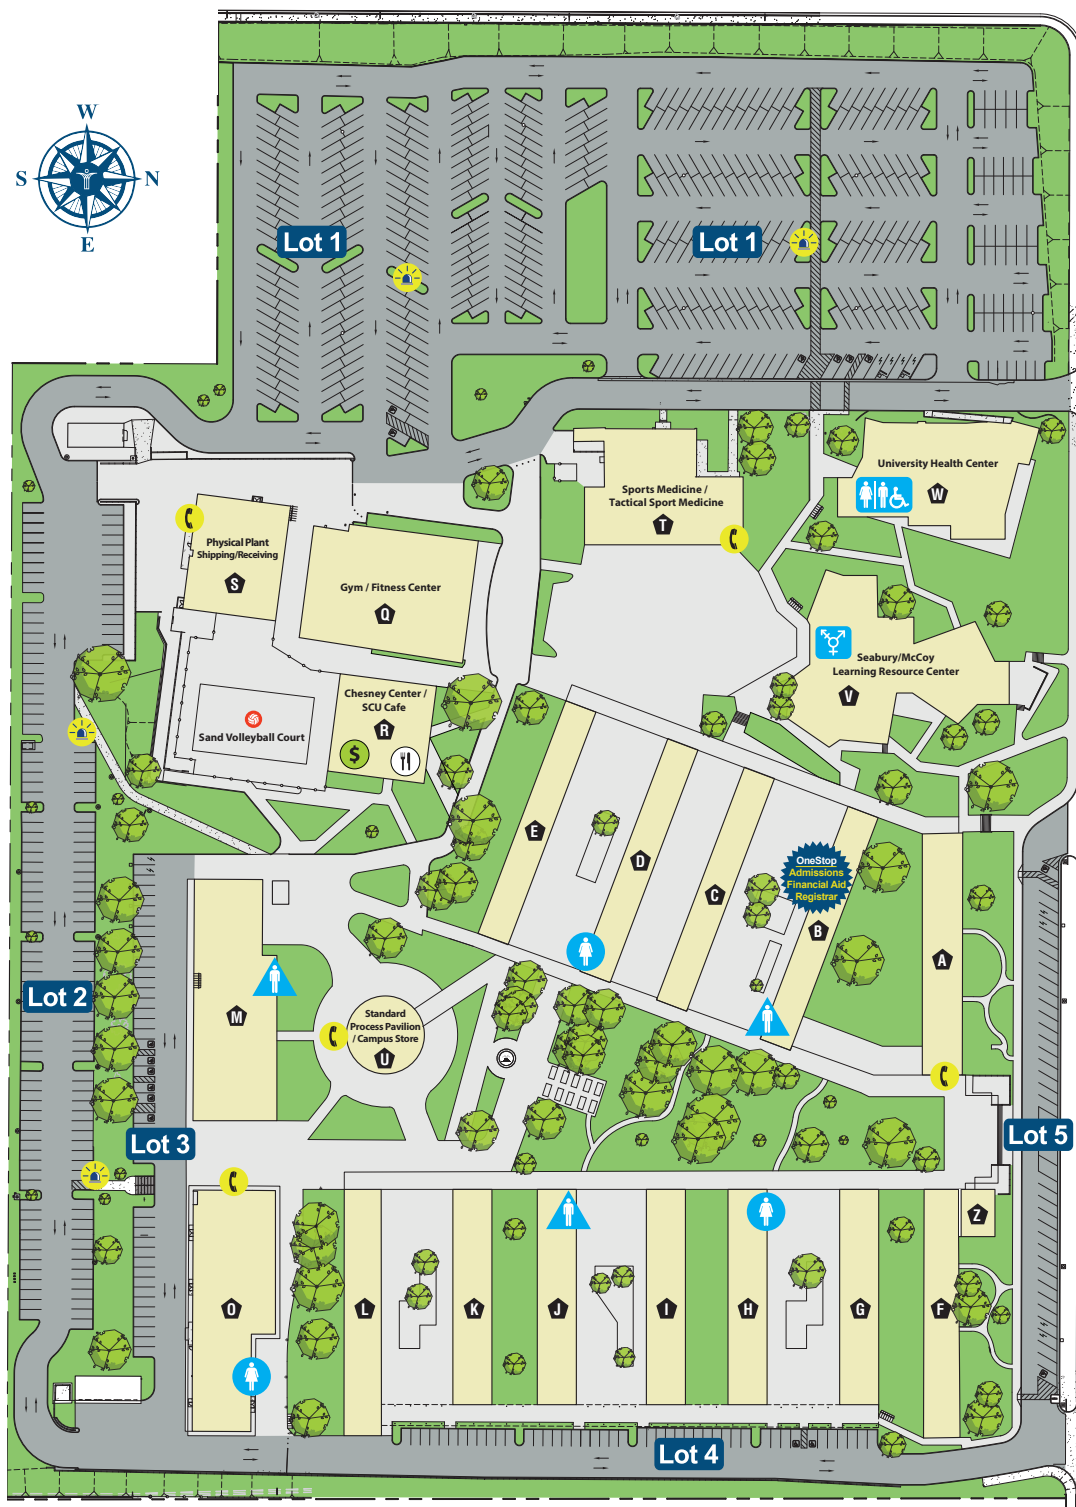 W
S
N
E
Lot 1
Lot 1
University Health Center
W
Sports Medicine /
Tactical Sport Medicine
T
Physical Plant
Shipping/Receiving
S
Gym / Fitness Center
Q
Seabury/McCoy
Learning Resource Center
V
Chesney Center /
SCU Cafe
R
$
Sand Volleyball Court
E
D
C
OneStop
Admissions
Financial Aid
Registrar
B
A
Lot 2
M
Standard
Process Pavilion
/ Campus Store
U
Lot 3
Lot 5
Z
O
L
K
J
I
H
G
F
Lot 4